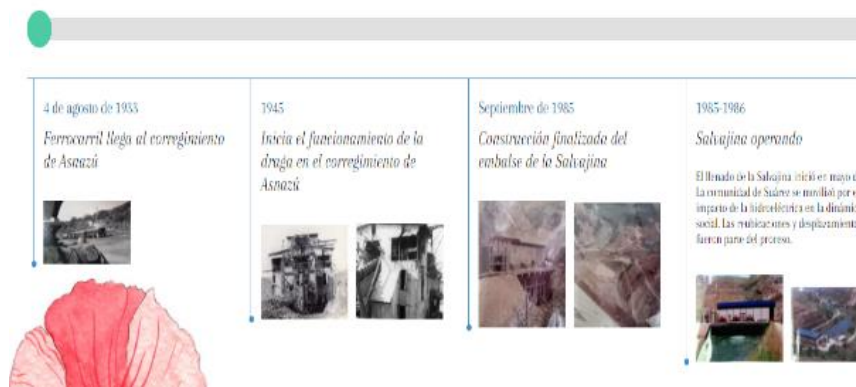 4 de agosto de 1933
Ferrocarril llega al corregimiento
de Asnazú
1945
Inicia el funcionamiento de la
draga en el corregimiento de
Asnazú
Septiembre de 1985
Construcción finalizada del
embalse de la Salvajina
1985-1986
Salvajina operando
El llenado de la Salvajina inició en mayo
La comunidad de Suárez se movilizó por
impacto de la hidroeléctrica en la dinámic
social. Las reubicaciones y desplazamient
fueron parte del proceso.